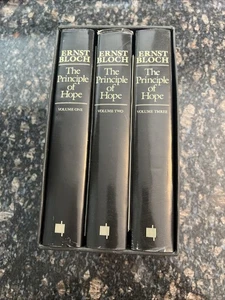 ERNST
BLOCH
The
Principle
of
Hope
VOLUME ONE
ERNST
BLOCH
The
Principle
of
Hope
VOLUME TWO
ERNST
BLOCH
The
Principle
of
Hope
VOLUME THREE